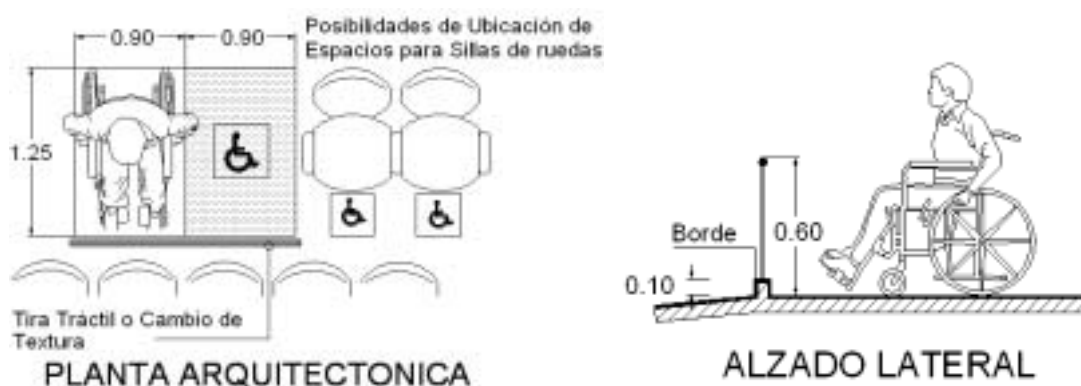 0.90
0.90
Posibilidades de Ubicación de
Espacios para Sillas de ruedas
1.25
Tira Tráctil o Cambio de
Textura
PLANTA ARQUITECTONICA
Borde
0.60
0.10
ALZADO LATERAL